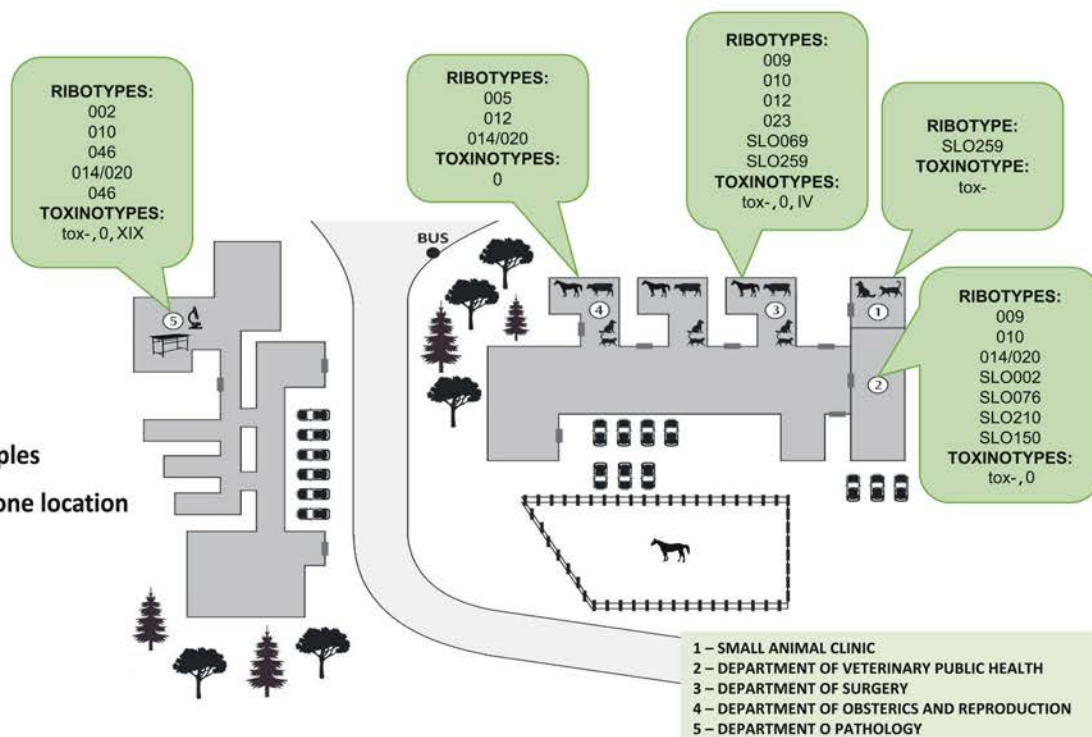 RIBOTYPES:
002
010
046
014/020
046
TOXINOTYPES:
tox-, 0, XIX
RIBOTYPES:
005
012
014/020
TOXINOTYPES:
0
RIBOTYPES:
009
010
012
023
SLO069
SLO259
TOXINOTYPES:
tox-, 0, IV
RIBOTYPE:
SLO259
TOXINOTYPE:
tox-
BUS
RIBOTYPES:
009
010
014/020
SLO002
SLO076
SLO210
SLO150
TOXINOTYPES:
tox-, 0
5
4
3
1
2
ples
one location
1 – SMALL ANIMAL CLINIC
2 – DEPARTMENT OF VETERINARY PUBLIC HEALTH
3 – DEPARTMENT OF SURGERY
4 – DEPARTMENT OF OBSTERICS AND REPRODUCTION
5 – DEPARTMENT O PATHOLOGY